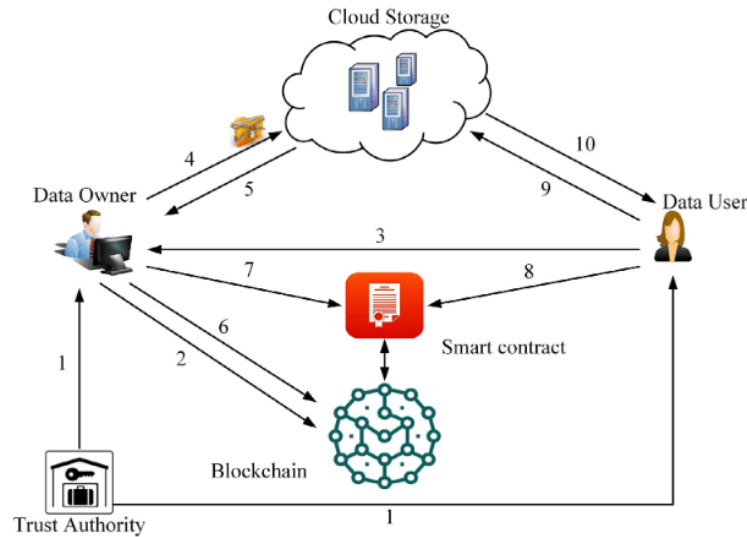 Cloud Storage
4
10
5
9
Data Owner
Data User
3
7
8
6
Smart contract
1
2
Blockchain
Trust Authority
1